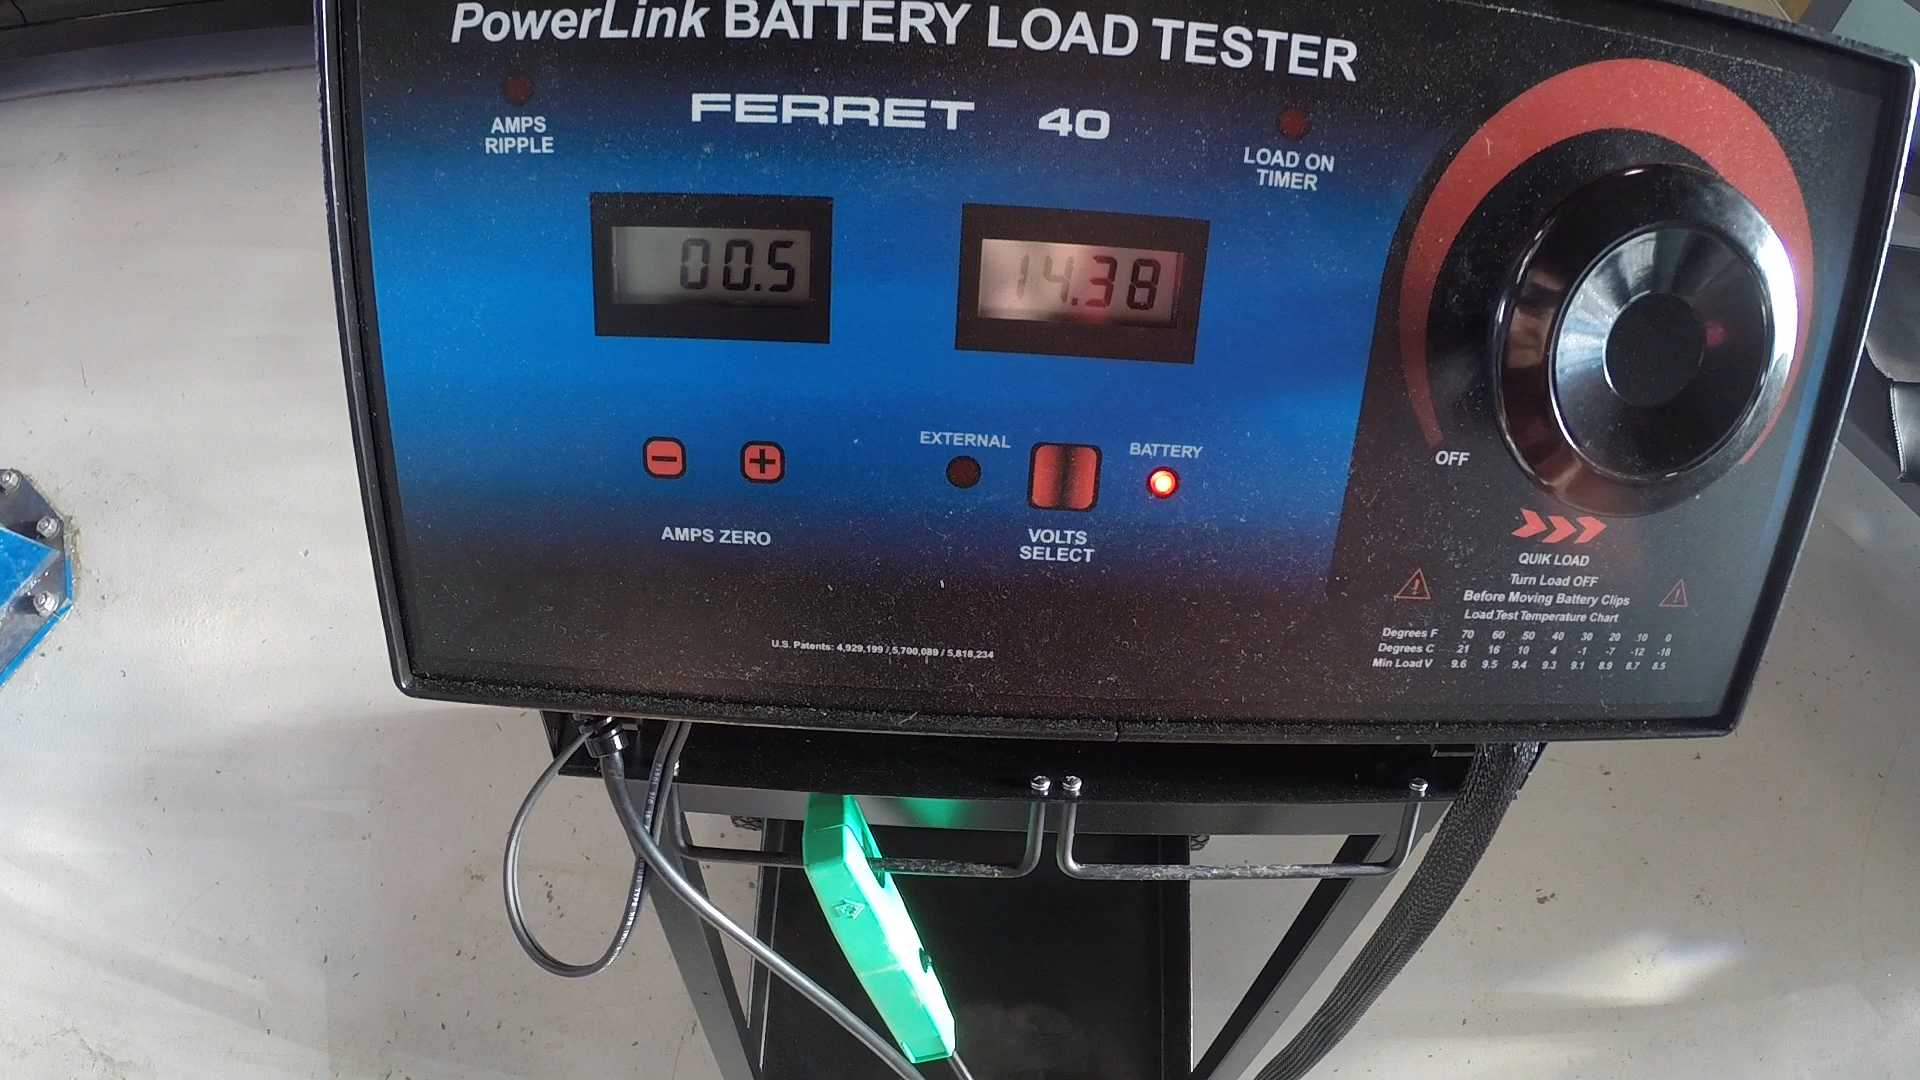 PowerLink BATTERY LOAD TESTER
FERRET 40
AMPS
RIPPLE
LOAD ON
TIMER
00.5
14.38
EXTERNAL
BATTERY
OFF
AMPS ZERO
VOLTS
SELECT
QUIK LOAD
Turn Load OFF
Before Moving Battery Clips
Load Test Temperature Chart
Degrees F 70 60 50 40 30 20 10 0
Degrees C 21 16 10 4 -1 -7 -12 -18
Min Load V 9.6 9.5 9.4 9.3 9.1 8.9 8.7 8.5
U.S. Patents: 4,929,199 / 5,700,089 / 5,818,234